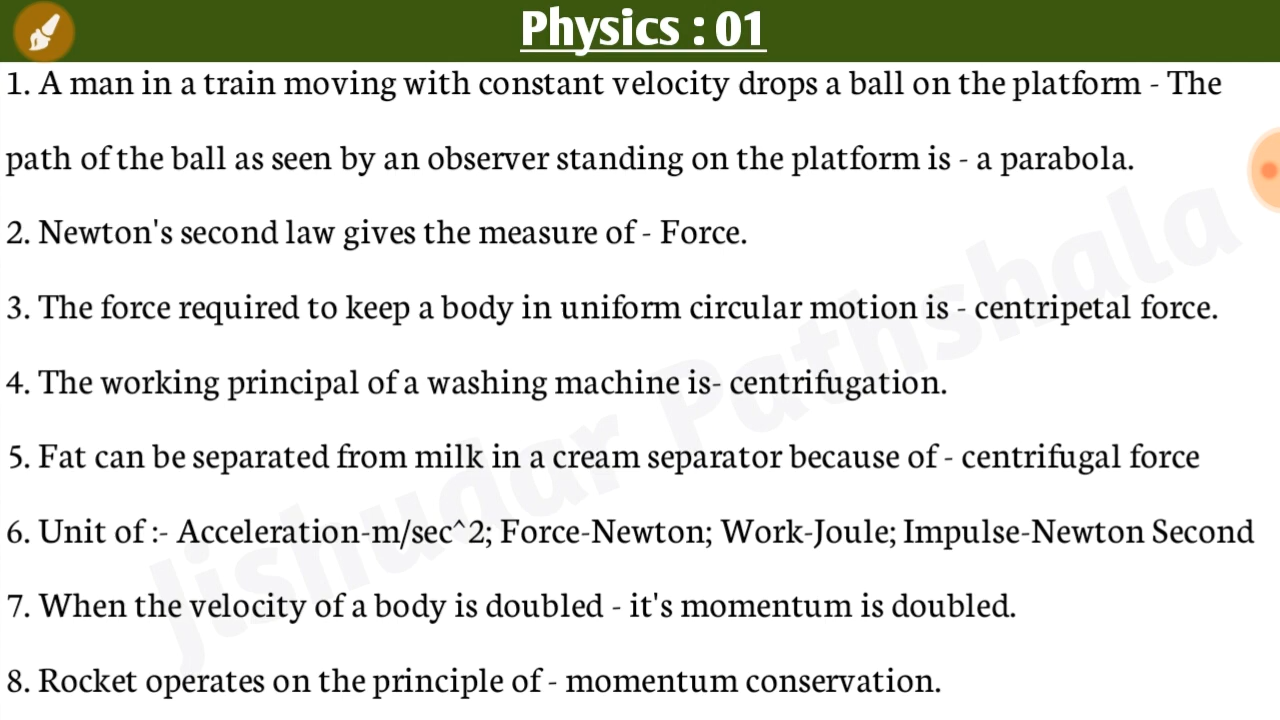 Physics : 01
1. A man in a train moving with constant velocity drops a ball on the platform - The
path of the ball as seen by an observer standing on the platform is - a parabola.
2. Newton's second law gives the measure of - Force.
3. The force required to keep a body in uniform circular motion is - centripetal force.
4. The working principal of a washing machine is- centrifugation.
5. Fat can be separated from milk in a cream separator because of - centrifugal force
6. Unit of :- Acceleration-m/sec^2; Force-Newton; Work-Joule; Impulse-Newton Second
7. When the velocity of a body is doubled - it's momentum is doubled.
8. Rocket operates on the principle of - momentum conservation.
Jishudar Pathshala